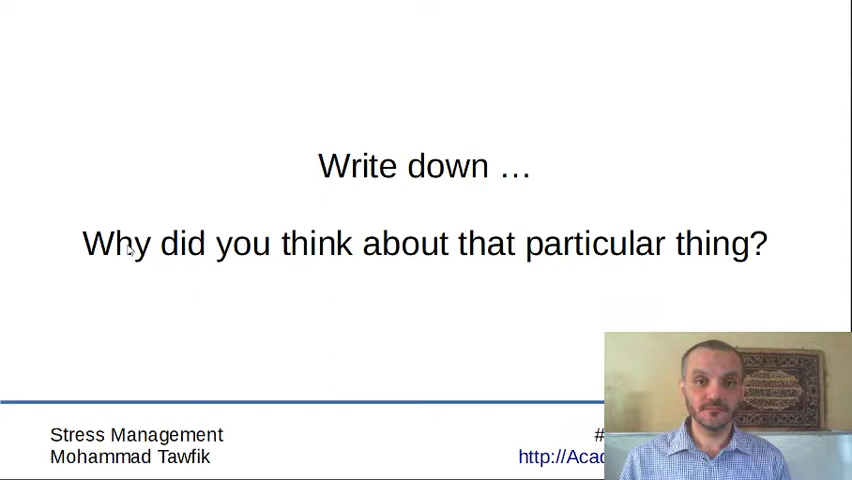 Write down …
Why did you think about that particular thing?
Stress Management
#
Mohammad Tawfik
http://Acad